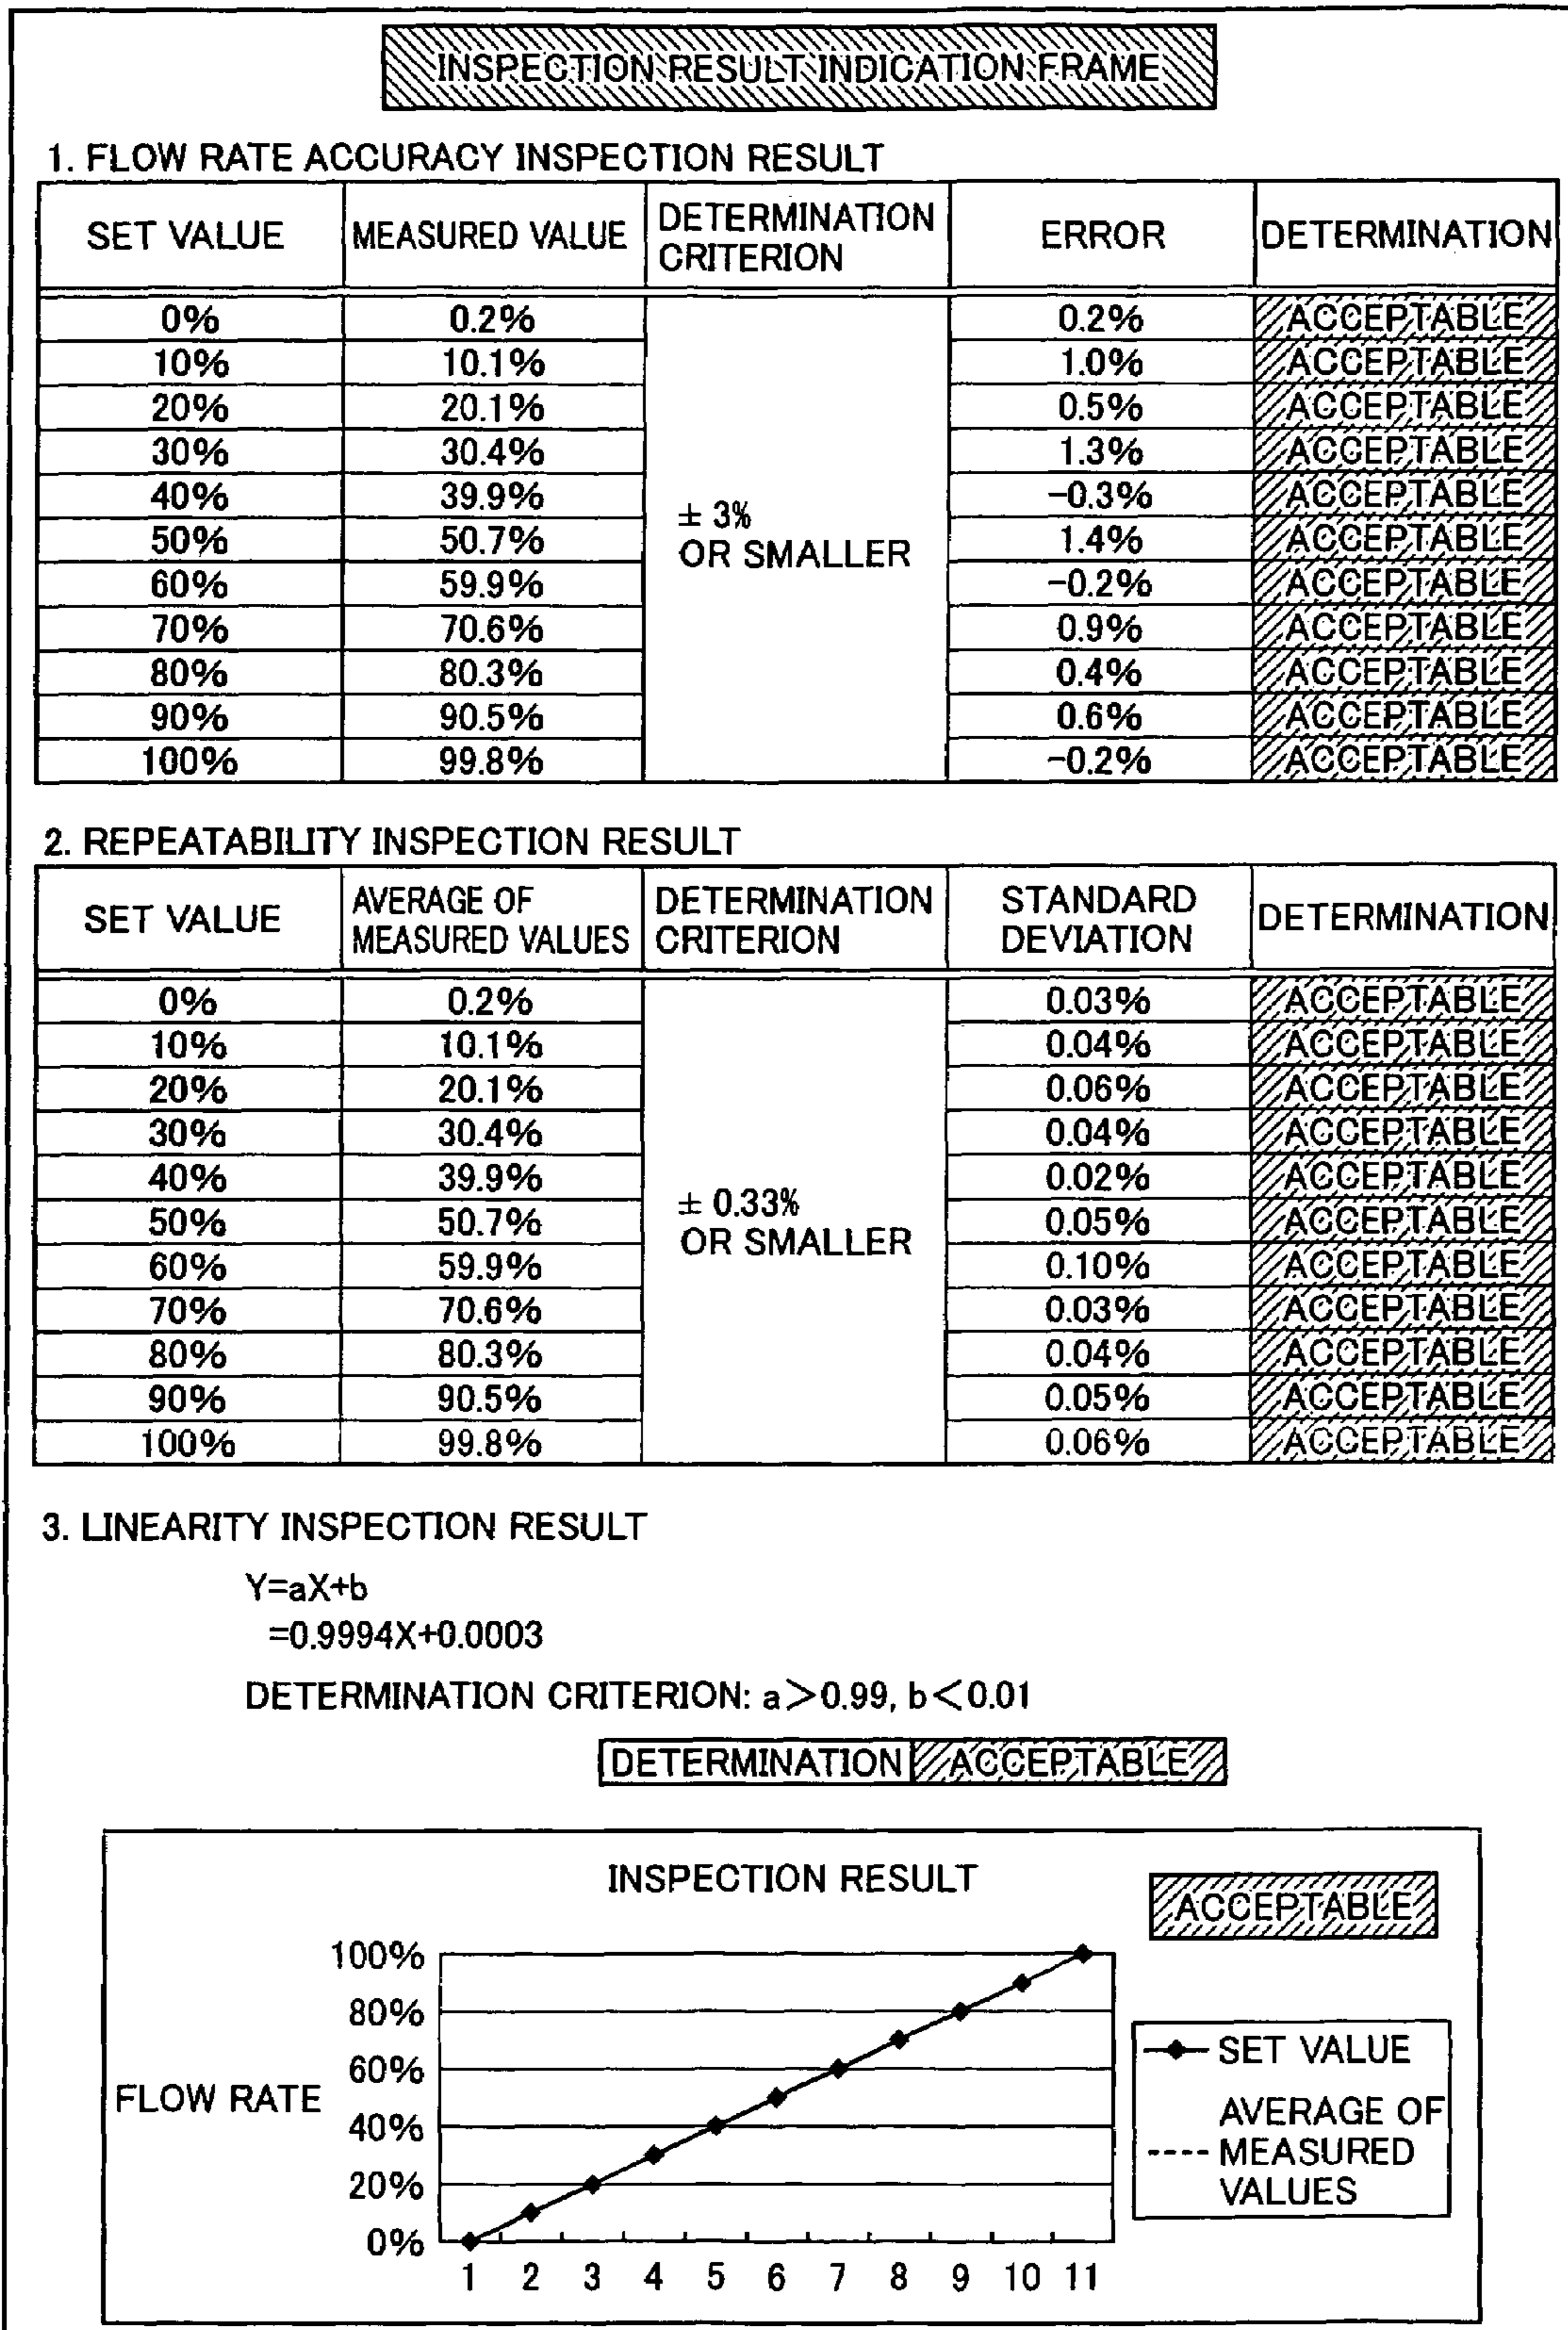 INSPECTION RESULT INDICATION FRAME
1. FLOW RATE ACCURACY INSPECTION RESULT
SET VALUE MEASURED VALUE DETERMINATION CRITERION ERROR DETERMINATION
0% 0.2% 0.2% ACCEPTABLE
10% 10.1% 1.0% ACCEPTABLE
20% 20.1% 0.5% ACCEPTABLE
30% 30.4% 1.3% ACCEPTABLE
40% 39.9% -0.3% ACCEPTABLE
± 3%
50% 50.7% 1.4% ACCEPTABLE
OR SMALLER
60% 59.9% -0.2% ACCEPTABLE
70% 70.6% 0.9% ACCEPTABLE
80% 80.3% 0.4% ACCEPTABLE
90% 90.5% 0.6% ACCEPTABLE
100% 99.8% -0.2% ACCEPTABLE
2. REPEATABILITY INSPECTION RESULT
SET VALUE AVERAGE OF MEASURED VALUES DETERMINATION CRITERION STANDARD DEVIATION DETERMINATION
0% 0.2% 0.03% ACCEPTABLE
10% 10.1% 0.04% ACCEPTABLE
20% 20.1% 0.06% ACCEPTABLE
30% 30.4% 0.04% ACCEPTABLE
40% 39.9% 0.02% ACCEPTABLE
± 0.33%
50% 50.7% 0.05% ACCEPTABLE
OR SMALLER
60% 59.9% 0.10% ACCEPTABLE
70% 70.6% 0.03% ACCEPTABLE
80% 80.3% 0.04% ACCEPTABLE
90% 90.5% 0.05% ACCEPTABLE
100% 99.8% 0.06% ACCEPTABLE
3. LINEARITY INSPECTION RESULT
Y=aX+b
=0.9994X+0.0003
DETERMINATION CRITERION: a>0.99, b<0.01
DETERMINATION ACCEPTABLE
INSPECTION RESULT
ACCEPTABLE
100%
80%
60%
FLOW RATE
40%
20%
0%
1 2 3 4 5 6 7 8 9 10 11
SET VALUE
AVERAGE OF
MEASURED
VALUES